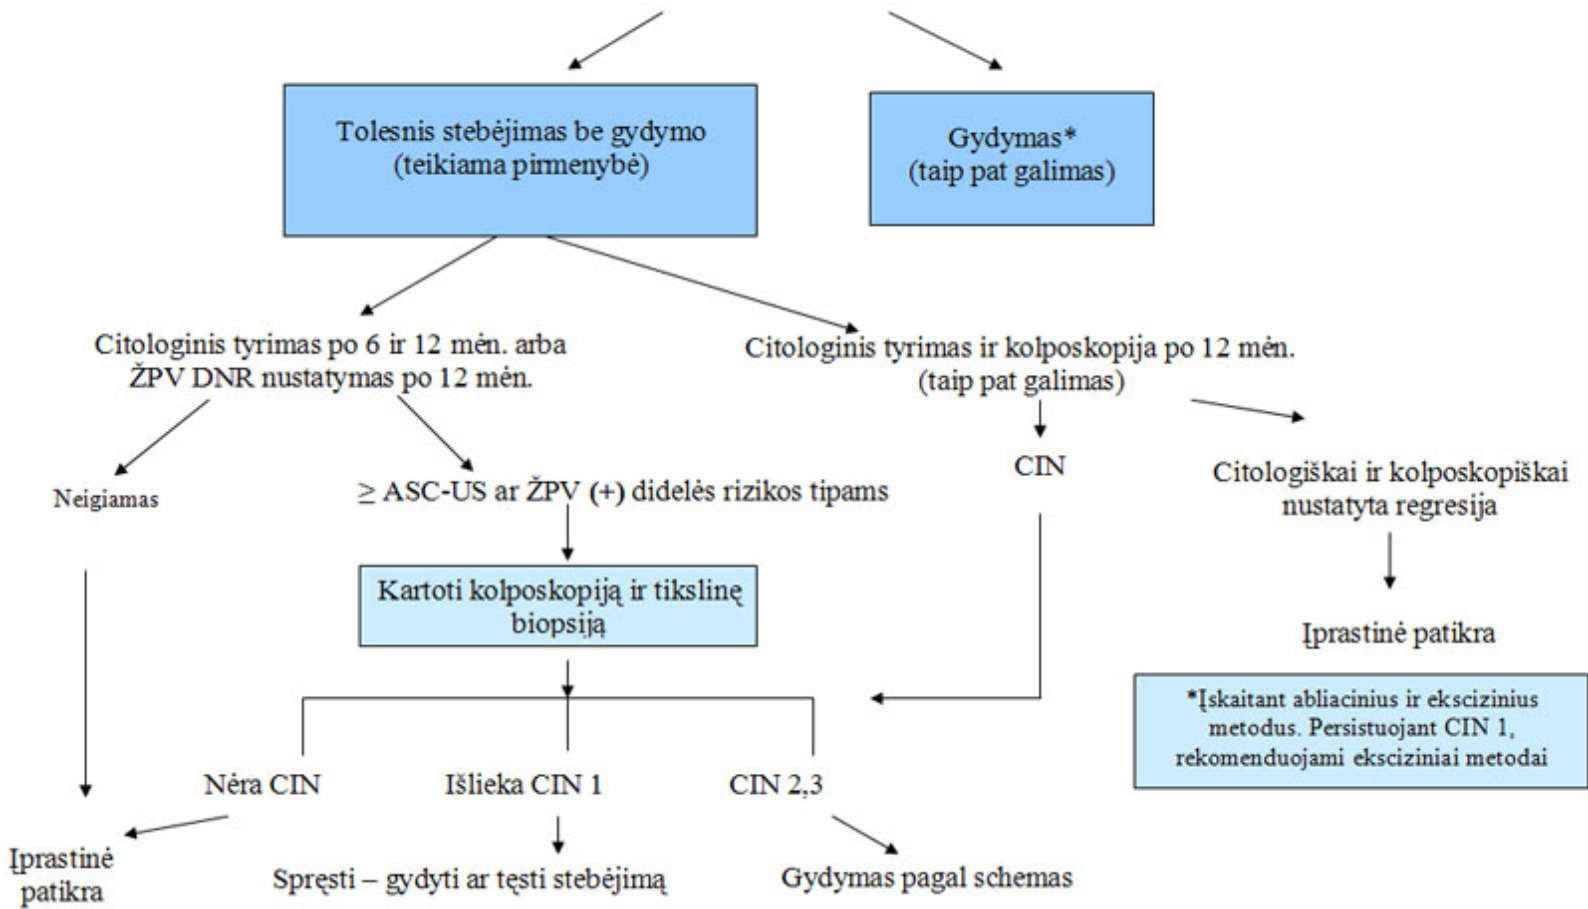 Tolesnis stebėjimas be gydymo
(teikiama pirmenybė)
Gydymas*
(taip pat galimas)
Citologinis tyrimas po 6 ir 12 mėn. arba
ŽPV DNR nustatymas po 12 mėn.
Citologinis tyrimas ir kolposkopija po 12 mėn.
(taip pat galimas)
Neigiamas
≥ ASC-US ar ŽPV (+) didelės rizikos tipams
CIN
Citologiškai ir kolposkopiškai
nustatyta regresija
Kartoti kolposkopiją ir tikslinę
biopsiją
Įprastinė patikra
*Įskaitant abliacinius ir ekscizinius
metodus. Persistuojant CIN 1,
rekomenduojami eksciziniai metodai
Nėra CIN
Išlieka CIN 1
CIN 2,3
Įprastinė
patikra
Spręsti – gydyti ar tęsti stebėjimą
Gydymas pagal schemas